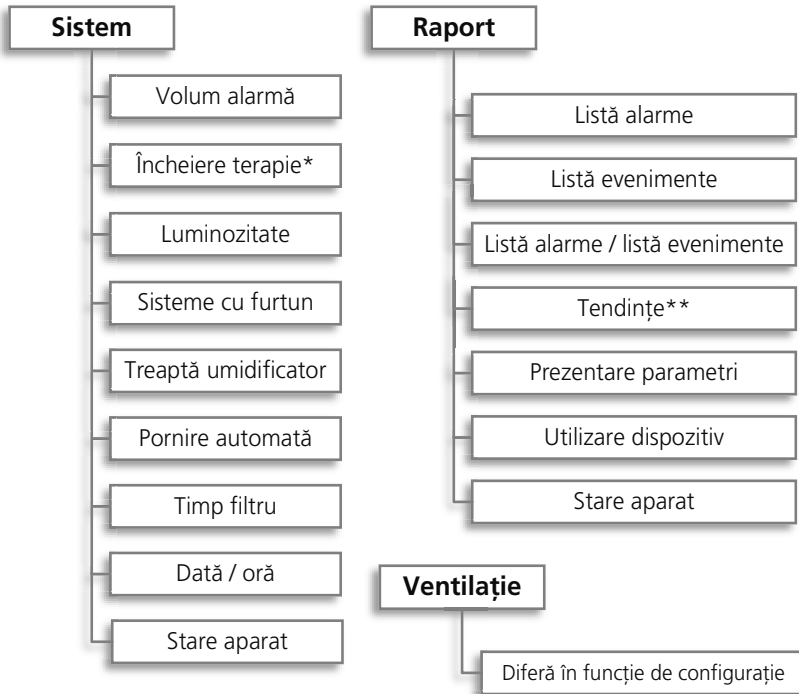 Sistem
Volum alarmă
Încheiere terapie*
Luminozitate
Sisteme cu furtun
Treaptă umidificator
Pornire automată
Timp filtru
Dată / oră
Stare aparat
Raport
Listă alarme
Listă evenimente
Listă alarme / listă evenimente
Tendințe**
Prezentare parametri
Utilizare dispozitiv
Stare aparat
Ventilație
Diferă în funcție de configurație